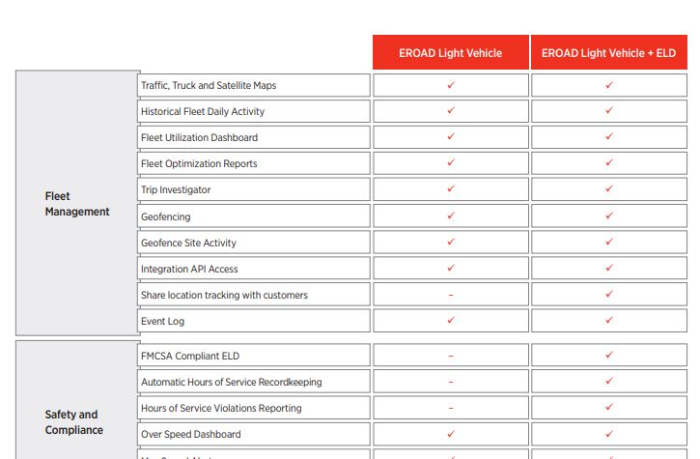 EROAD Light Vehicle EROAD Light Vehicle + ELD
Traffic, Truck and Satellite Maps ✓ ✓
Historical Fleet Daily Activity ✓ ✓
Fleet Utilization Dashboard ✓ ✓
Fleet Optimization Reports ✓ ✓
Fleet
Management
Trip Investigator ✓ ✓
Geofencing ✓ ✓
Geofence Site Activity ✓ ✓
Integration API Access ✓ ✓
Share location tracking with customers – ✓
Event Log ✓ ✓
FMCSA Compliant ELD – ✓
Automatic Hours of Service Recordkeeping – ✓
Hours of Service Violations Reporting – ✓
Safety and
Compliance
Over Speed Dashboard ✓ ✓